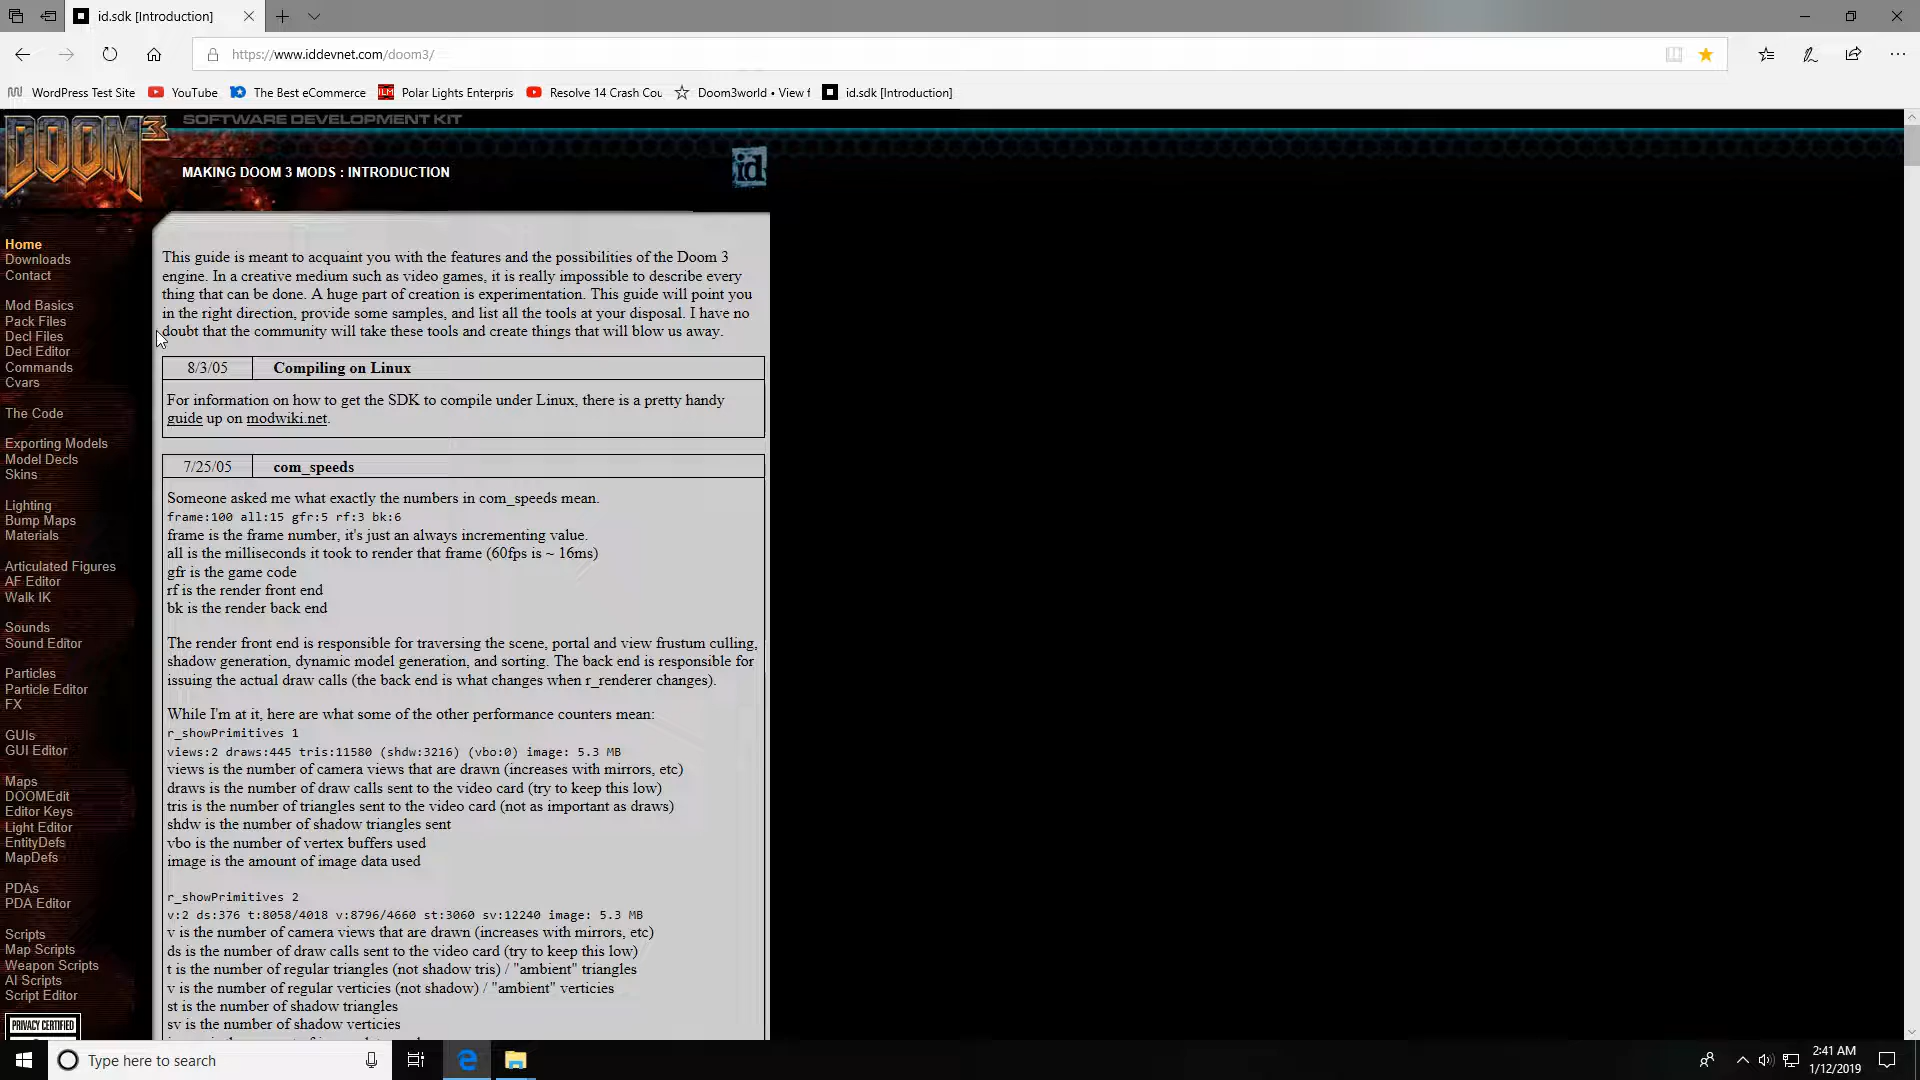 id.sdk [Introduction]
https://www.iddevnet.com/doom3/
WordPress Test Site
YouTube
The Best eCommerce
Polar Lights Enterpris
Resolve 14 Crash Cou
Doom3world • View f
id.sdk [Introduction]
DOOM 3
SOFTWARE DEVELOPMENT KIT
MAKING DOOM 3 MODS : INTRODUCTION
id
Home
Downloads
Contact
Mod Basics
Pack Files
Decl Files
Decl Editor
Commands
Cvars
The Code
Exporting Models
Model Decls
Skins
Lighting
Bump Maps
Materials
Articulated Figures
AF Editor
Walk IK
Sounds
Sound Editor
Particles
Particle Editor
FX
GUIs
GUI Editor
Maps
DOOMEdit
Editor Keys
Light Editor
EntityDefs
MapDefs
PDAs
PDA Editor
Scripts
Map Scripts
Weapon Scripts
AI Scripts
Script Editor
PRIVACY CERTIFIED
This guide is meant to acquaint you with the features and the possibilities of the Doom 3
engine. In a creative medium such as video games, it is really impossible to describe every
thing that can be done. A huge part of creation is experimentation. This guide will point you
in the right direction, provide some samples, and list all the tools at your disposal. I have no
doubt that the community will take these tools and create things that will blow us away.
8/3/05 Compiling on Linux
For information on how to get the SDK to compile under Linux, there is a pretty handy
guide up on modwiki.net.
7/25/05 com_speeds
Someone asked me what exactly the numbers in com_speeds mean.
frame:100 all:15 gfr:5 rf:3 bk:6
frame is the frame number, it's just an always incrementing value.
all is the milliseconds it took to render that frame (60fps is ~ 16ms)
gfr is the game code
rf is the render front end
bk is the render back end
The render front end is responsible for traversing the scene, portal and view frustum culling,
shadow generation, dynamic model generation, and sorting. The back end is responsible for
issuing the actual draw calls (the back end is what changes when r_renderer changes).
While I'm at it, here are what some of the other performance counters mean:
r_showPrimitives 1
views:2 draws:445 tris:11580 (shdw:3216) (vbo:0) image: 5.3 MB
views is the number of camera views that are drawn (increases with mirrors, etc)
draws is the number of draw calls sent to the video card (try to keep this low)
tris is the number of triangles sent to the video card (not as important as draws)
shdw is the number of shadow triangles sent
vbo is the number of vertex buffers used
image is the amount of image data used
r_showPrimitives 2
v:2 ds:376 t:8058/4018 v:8796/4660 st:3060 sv:12240 image: 5.3 MB
v is the number of camera views that are drawn (increases with mirrors, etc)
ds is the number of draw calls sent to the video card (try to keep this low)
t is the number of regular triangles (not shadow tris) / "ambient" triangles
v is the number of regular verticies (not shadow) / "ambient" verticies
st is the number of shadow triangles
sv is the number of shadow verticies
Type here to search
2:41 AM
1/12/2019